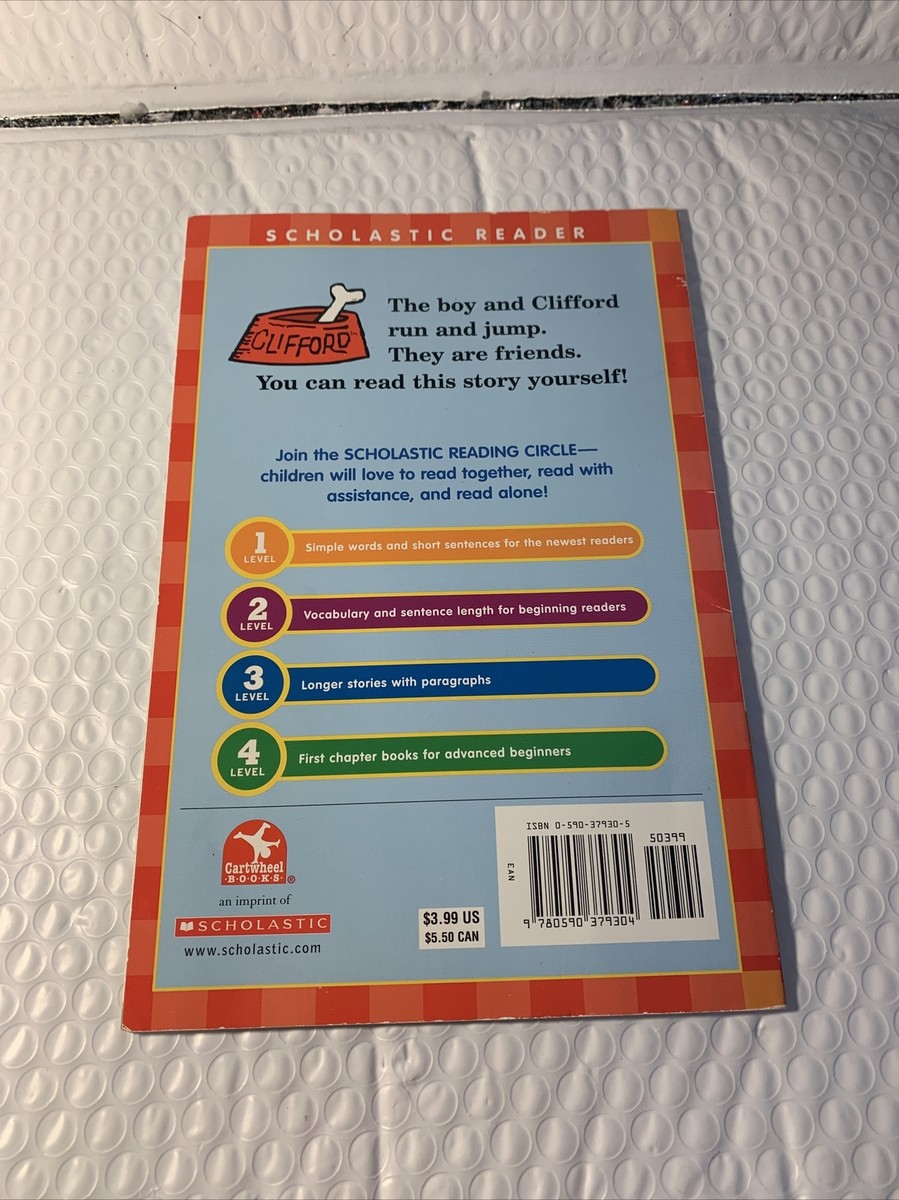 SCHOLASTIC READER
CLIFFORD™
The boy and Clifford
run and jump.
They are friends.
You can read this story yourself!
Join the SCHOLASTIC READING CIRCLE—
children will love to read together, read with
assistance, and read alone!
1
LEVEL
Simple words and short sentences for the newest readers
2
LEVEL
Vocabulary and sentence length for beginning readers
3
LEVEL
Longer stories with paragraphs
4
LEVEL
First chapter books for advanced beginners
Cartwheel
·B·O·O·K·S·®
an imprint of
SCHOLASTIC
www.scholastic.com
$3.99 US
$5.50 CAN
ISBN 0-590-37930-5
50399
EAN
9 780590 379304